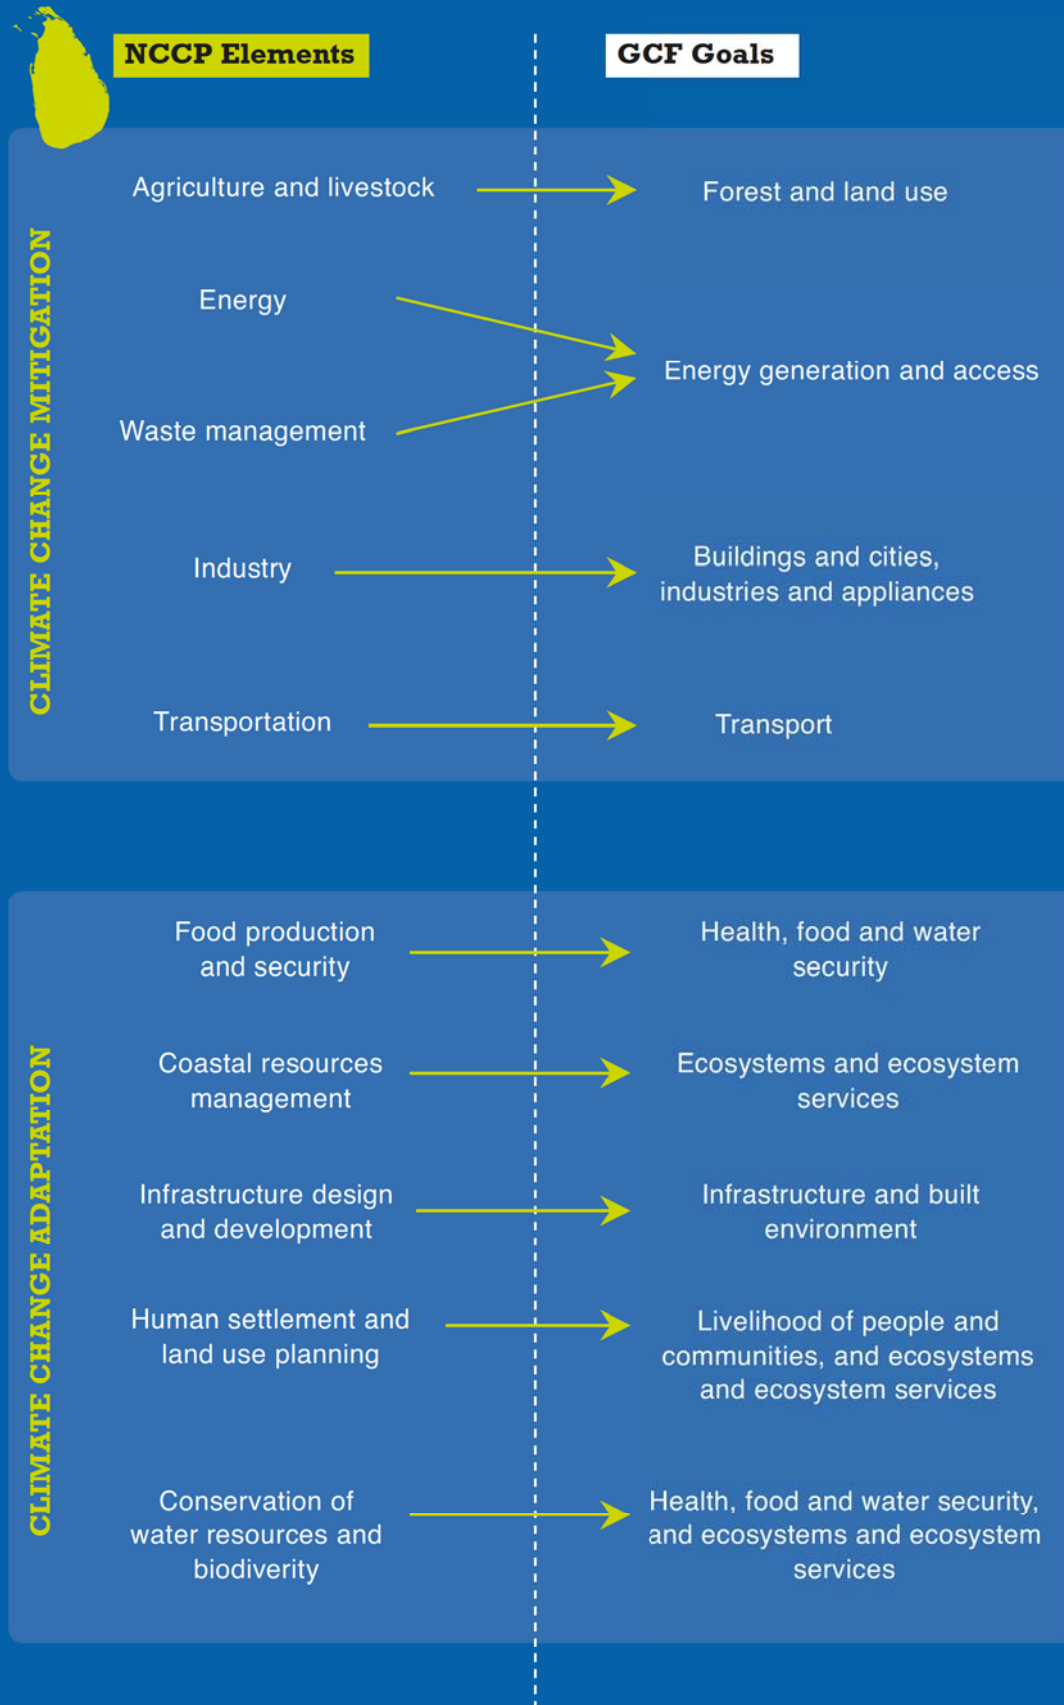 NCCP Elements
GCF Goals
CLIMATE CHANGE MITIGATION
Agriculture and livestock
Forest and land use
Energy
Energy generation and access
Waste management
Industry
Buildings and cities,
industries and appliances
Transportation
Transport
CLIMATE CHANGE ADAPTATION
Food production
and security
Health, food and water
security
Coastal resources
management
Ecosystems and ecosystem
services
Infrastructure design
and development
Infrastructure and built
environment
Human settlement and
land use planning
Livelihood of people and
communities, and ecosystems
and ecosystem services
Conservation of
water resources and
biodiverity
Health, food and water security,
and ecosystems and ecosystem
services